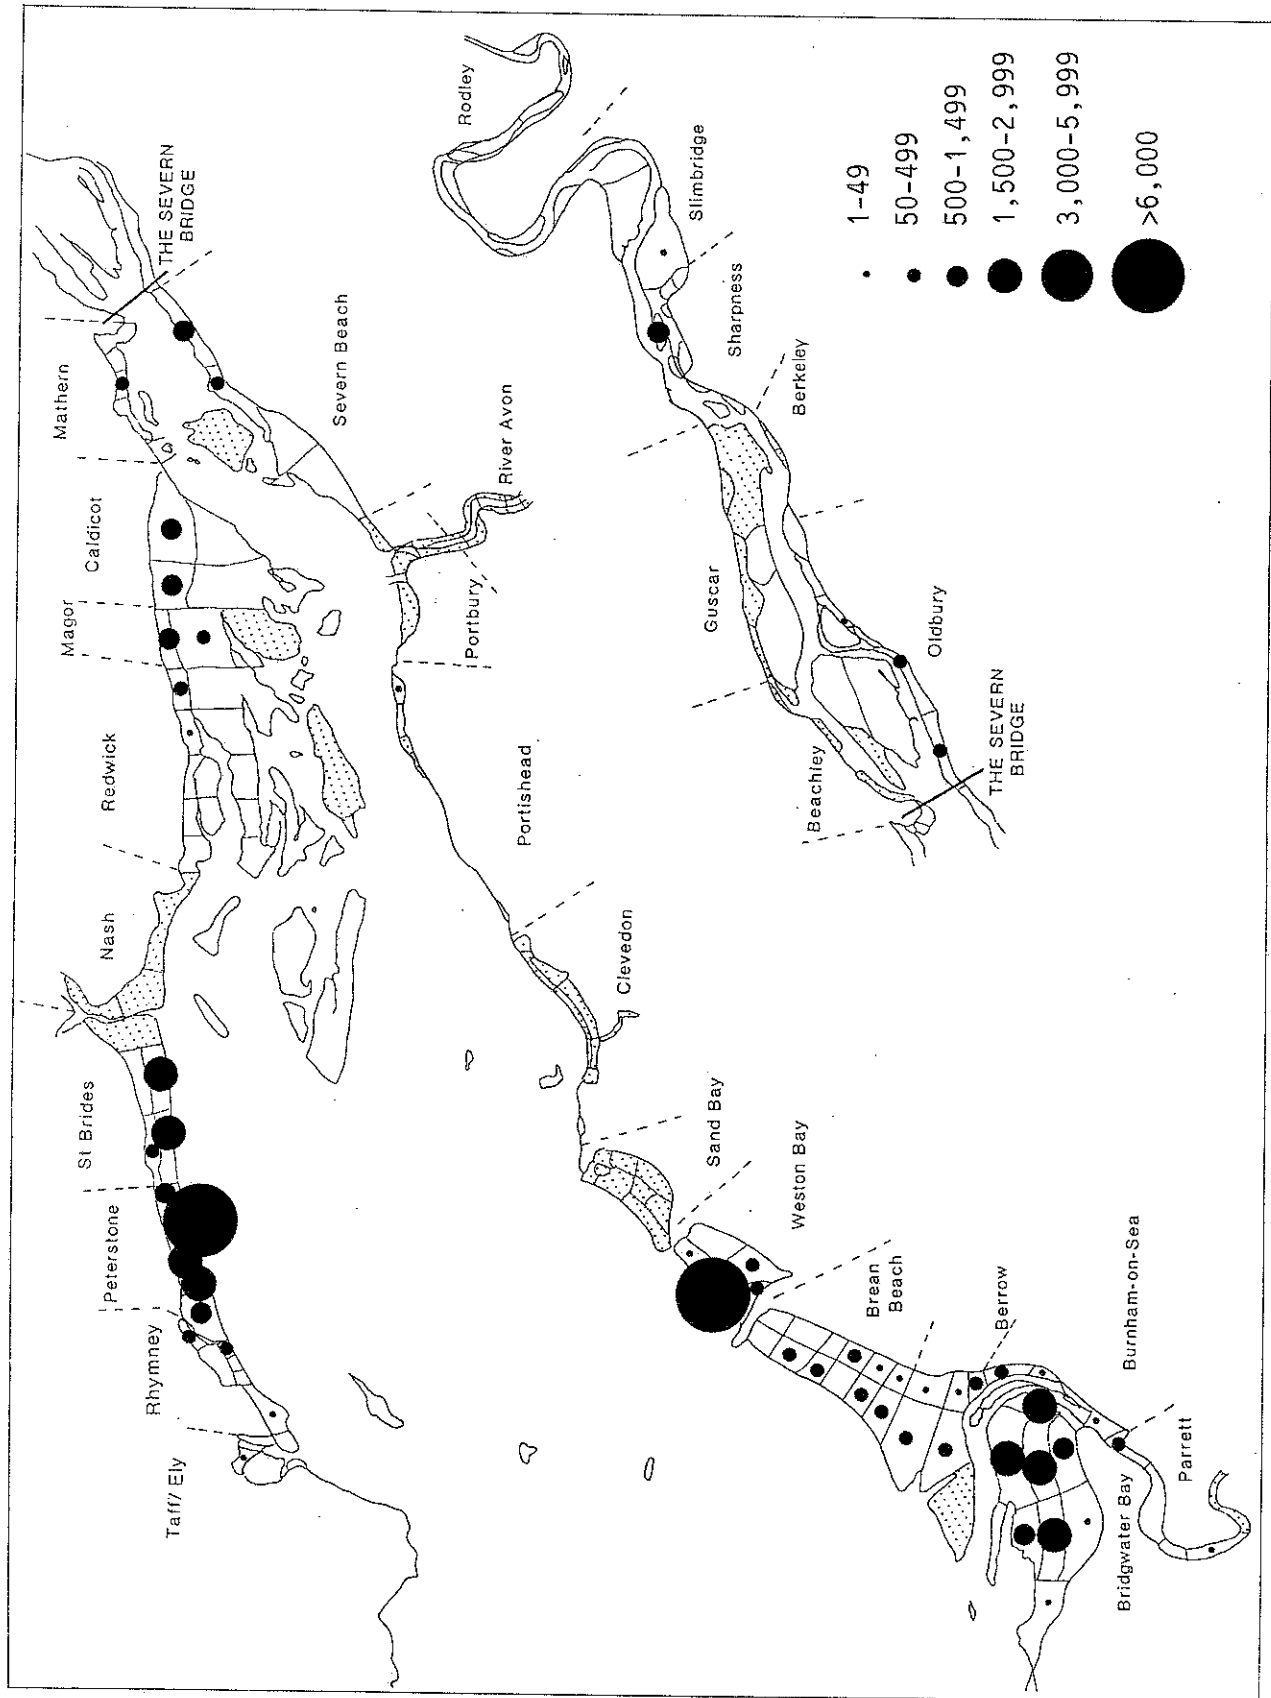 Taff/ Ely
Rhymney
Peterstone
St Brides
Nash
Redwick
Magor
Caldicot
Mathern
THE SEVERN
BRIDGE
Severn Beach
River Avon
Portbury
Portishead
Clevedon
Sand Bay
Weston Bay
Brean
Beach
Berrow
Burnham-on-Sea
Parrett
Bridgwater Bay
Rodley
Slimbridge
Sharpness
Berkeley
Guscar
Oldbury
Beachley
THE SEVERN
BRIDGE
1-49
50-499
500-1,499
1,500-2,999
3,000-5,999
>6,000